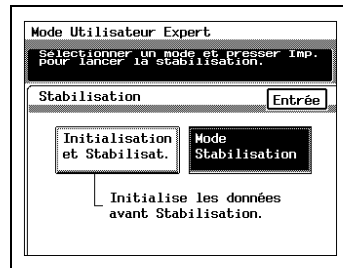 Mode Utilisateur Expert
Sélectionner un mode et presser Imp.
pour lancer la stabilisation.
Stabilisation
Entrée
Initialisation
et Stabilisat.
Mode
Stabilisation
Initialise les données
avant Stabilisation.